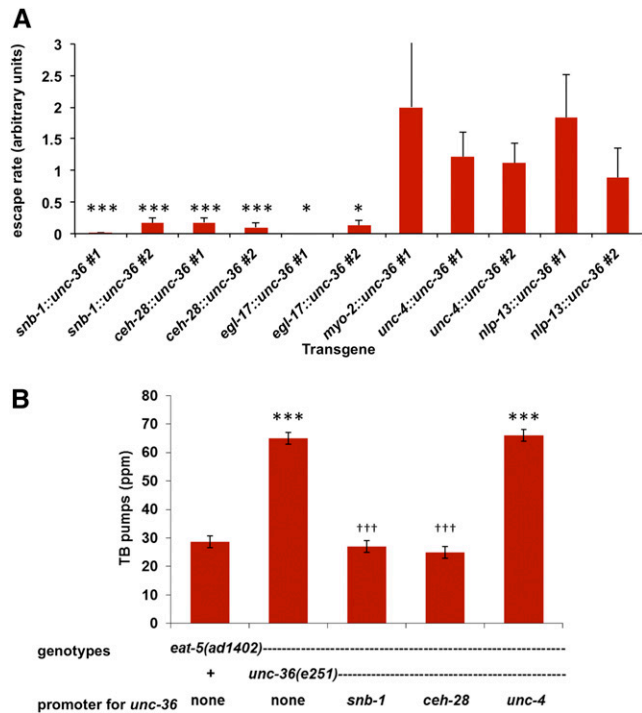 A
escape rate (arbitrary units)
3
2.5
2
1.5
1
0.5
0
*** *** *** *** * *
snb-1::unc-36 #1
snb-1::unc-36 #2
ceh-28::unc-36 #1
ceh-28::unc-36 #2
egl-17::unc-36 #1
egl-17::unc-36 #2
myo-2::unc-36 #1
unc-4::unc-36 #1
unc-4::unc-36 #2
nlp-13::unc-36 #1
nlp-13::unc-36 #2
Transgene
B
TB pumps (ppm)
80
70
60
50
40
30
20
10
0
*** ††† ††† ***
genotypes eat-5(ad1402)--------------------------------------------------
+ unc-36(e251)--------------------------------------
promoter for unc-36 none none snb-1 ceh-28 unc-4